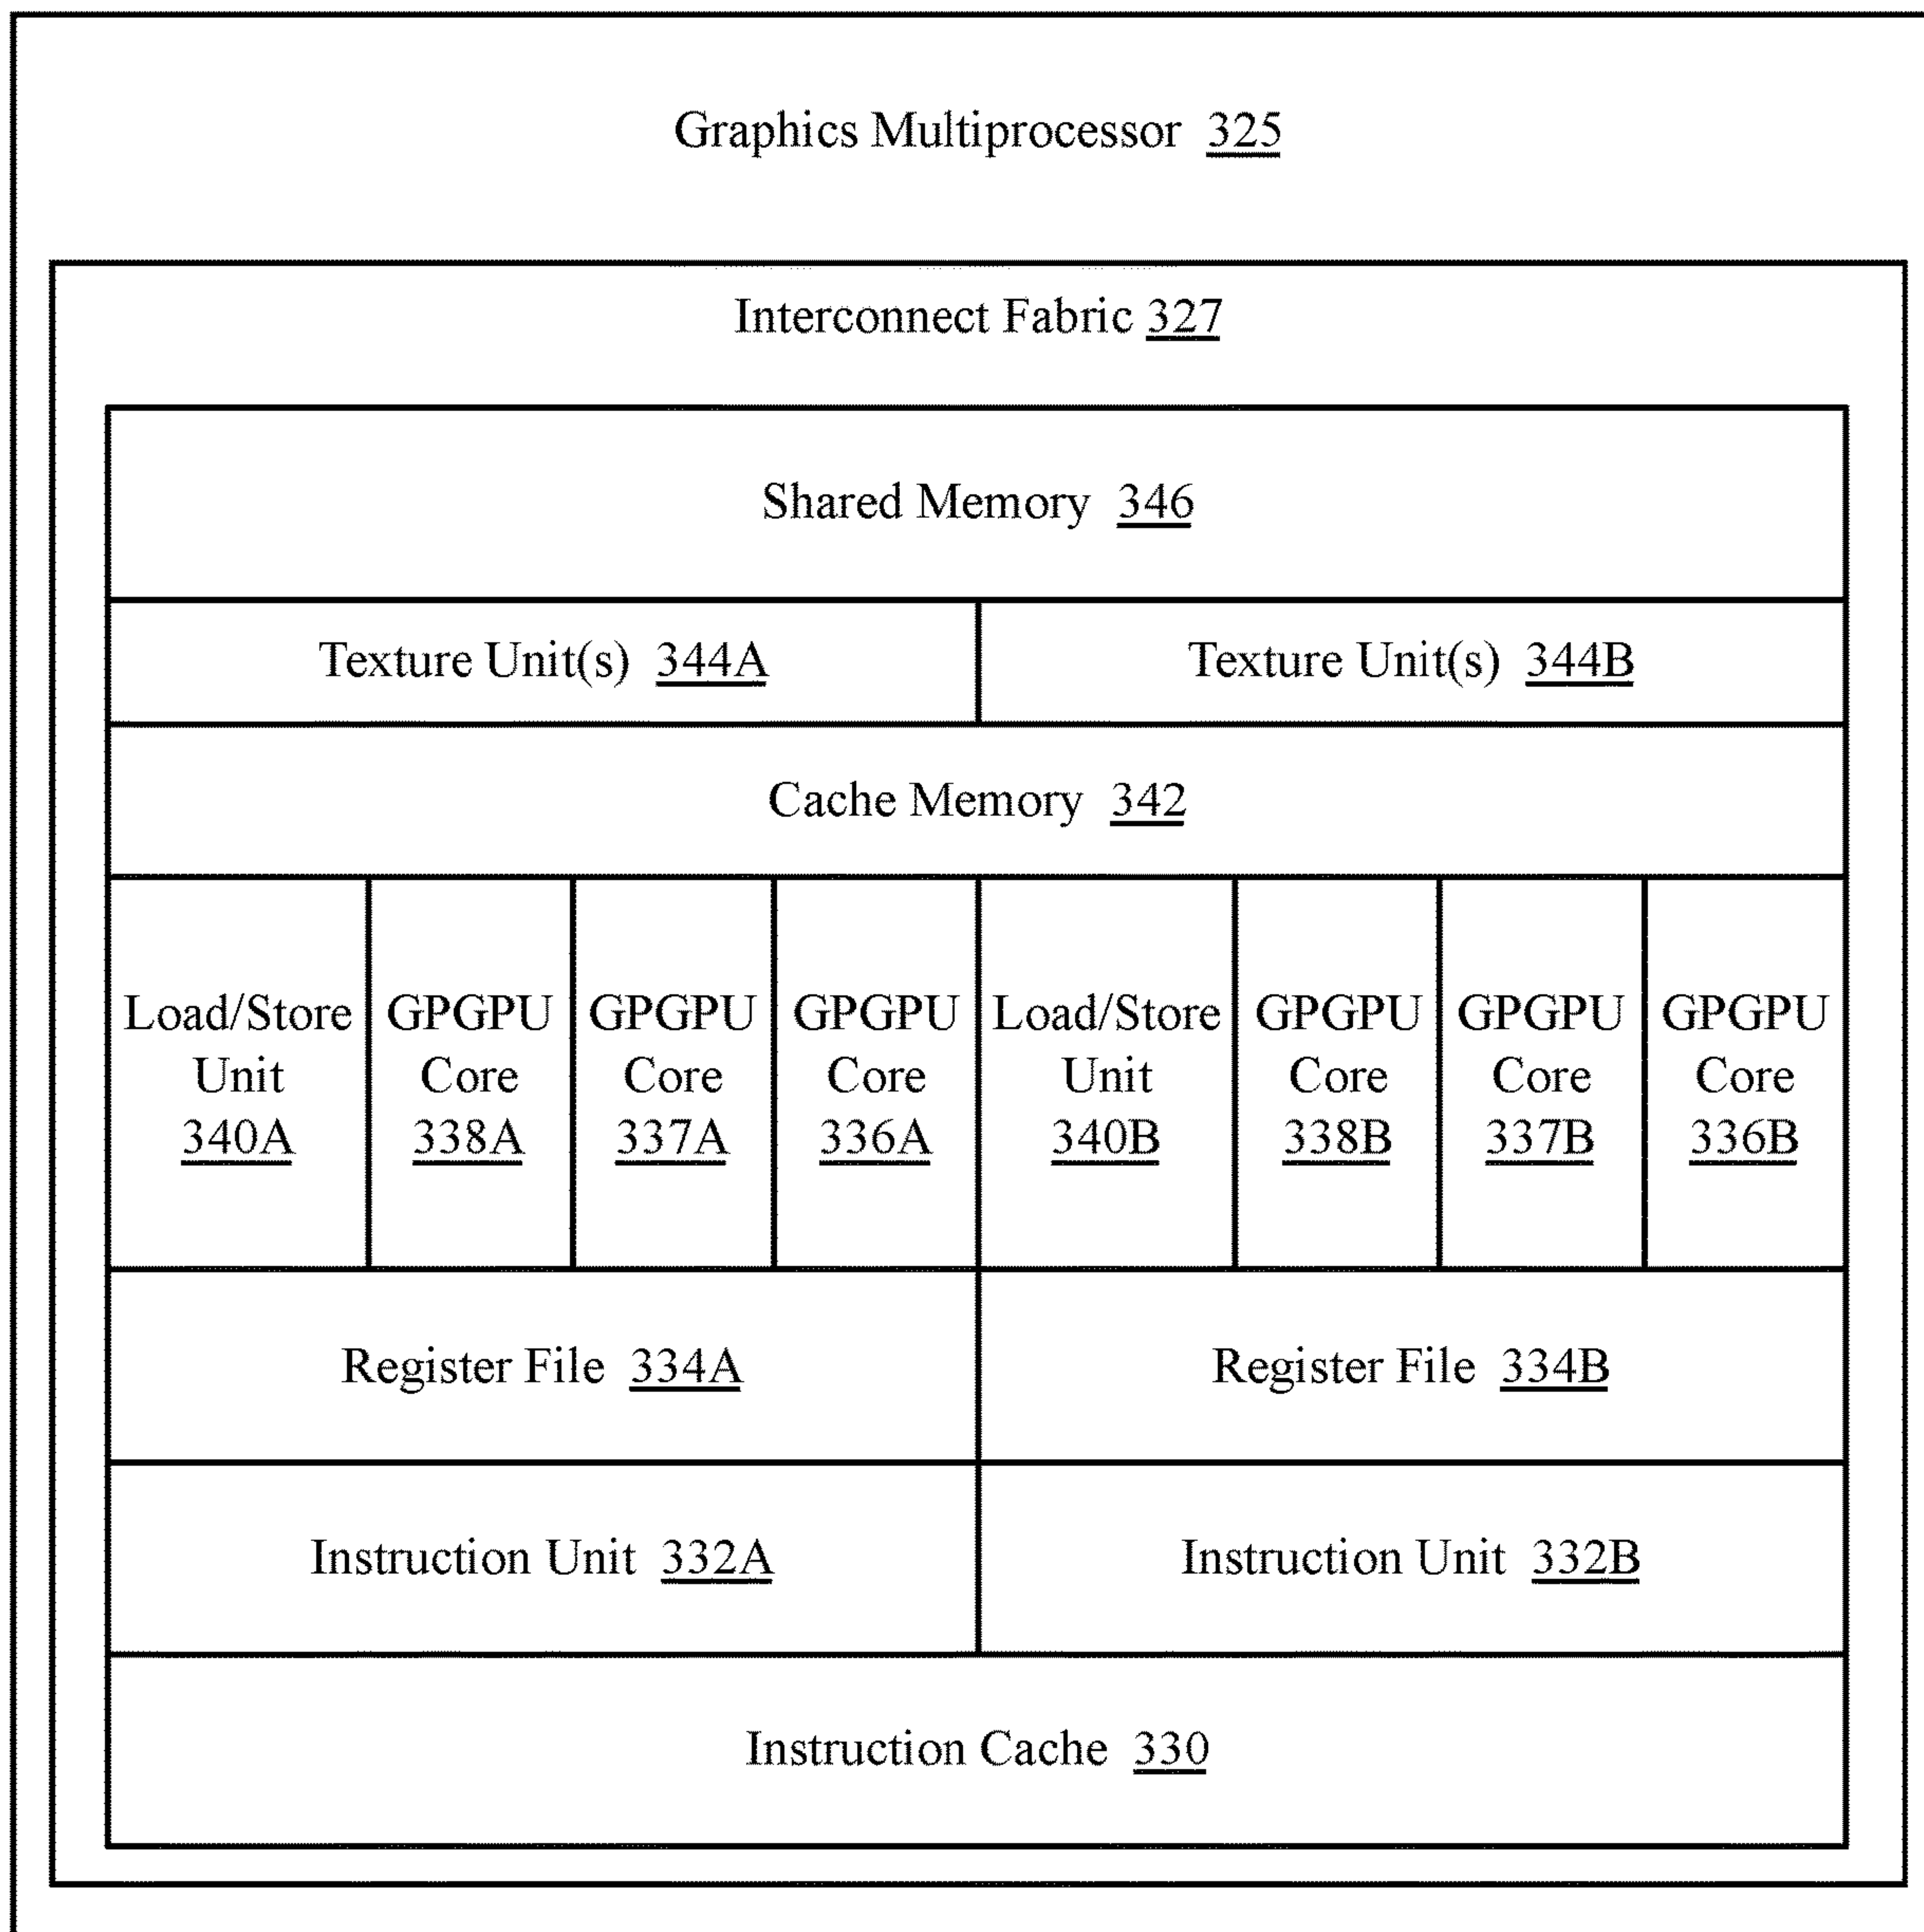 Graphics Multiprocessor 325
Interconnect Fabric 327
Shared Memory 346
Texture Unit(s) 344A
Texture Unit(s) 344B
Cache Memory 342
Load/Store
Unit
340A
GPGPU
Core
338A
GPGPU
Core
337A
GPGPU
Core
336A
Load/Store
Unit
340B
GPGPU
Core
338B
GPGPU
Core
337B
GPGPU
Core
336B
Register File 334A
Register File 334B
Instruction Unit 332A
Instruction Unit 332B
Instruction Cache 330